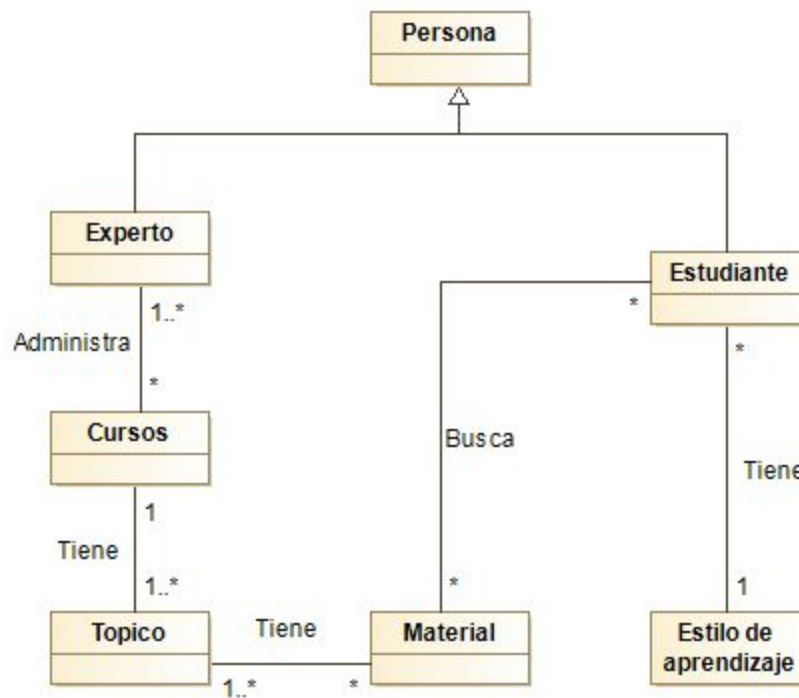 Persona
Experto
Estudiante
1..*
*
*
Administra
*
Cursos
Busca
1
Tiene
Tiene
1..*
*
1
Topico
Tiene
Material
Estilo de
aprendizaje
1..*
*